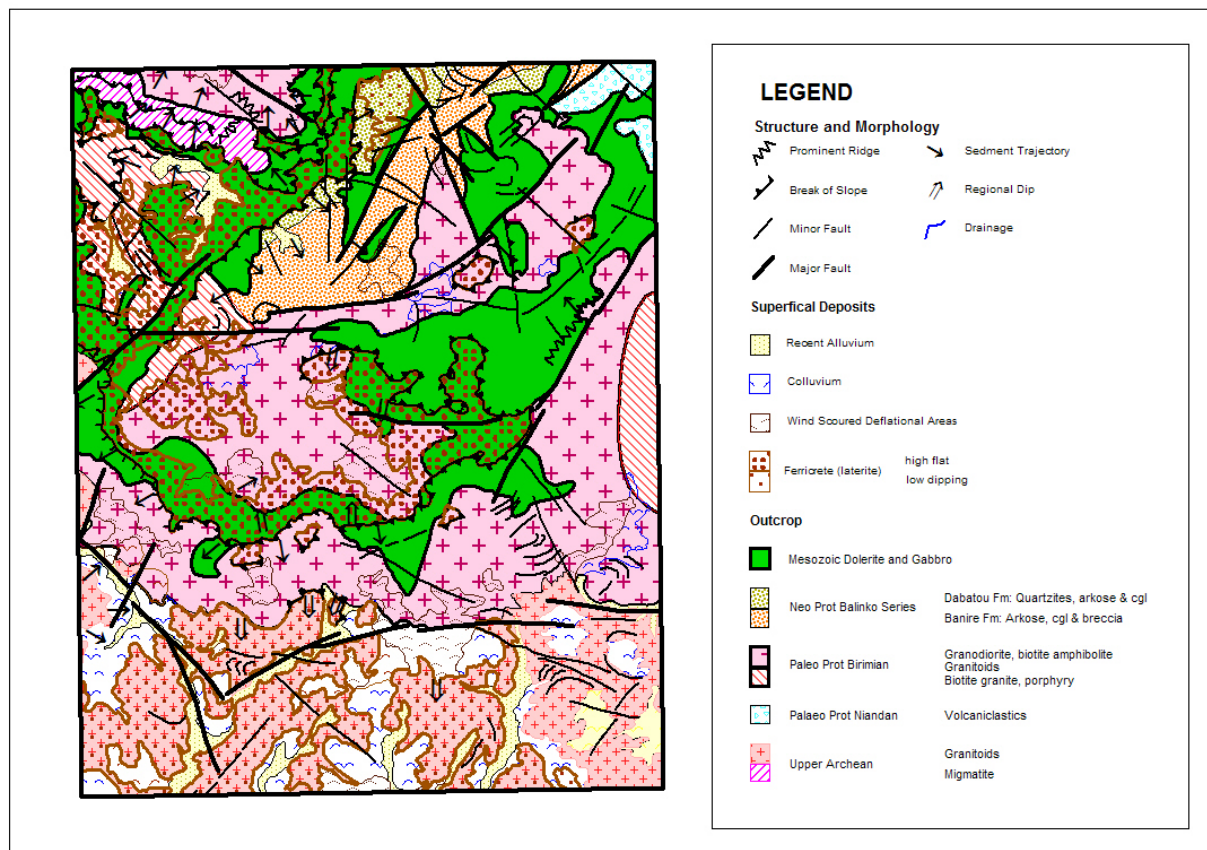 LEGEND
Structure and Morphology
Prominent Ridge
Sediment Trajectory
Break of Slope
Regional Dip
Minor Fault
Drainage
Major Fault
Superfical Deposits
Recent Alluvium
Colluvium
Wind Scoured Deflational Areas
Ferricrete (laterite)
high flat
low dipping
Outcrop
Mesozoic Dolerite and Gabbro
Neo Prot Balinko Series
Dabatou Fm: Quartzites, arkose & cgl
Banire Fm: Arkose, cgl & breccia
Paleo Prot Birimian
Granodiorite, biotite amphibolite
Granitoids
Biotite granite, porphyry
Palaeo Prot Niandan
Volcaniclastics
Upper Archean
Granitoids
Migmatite